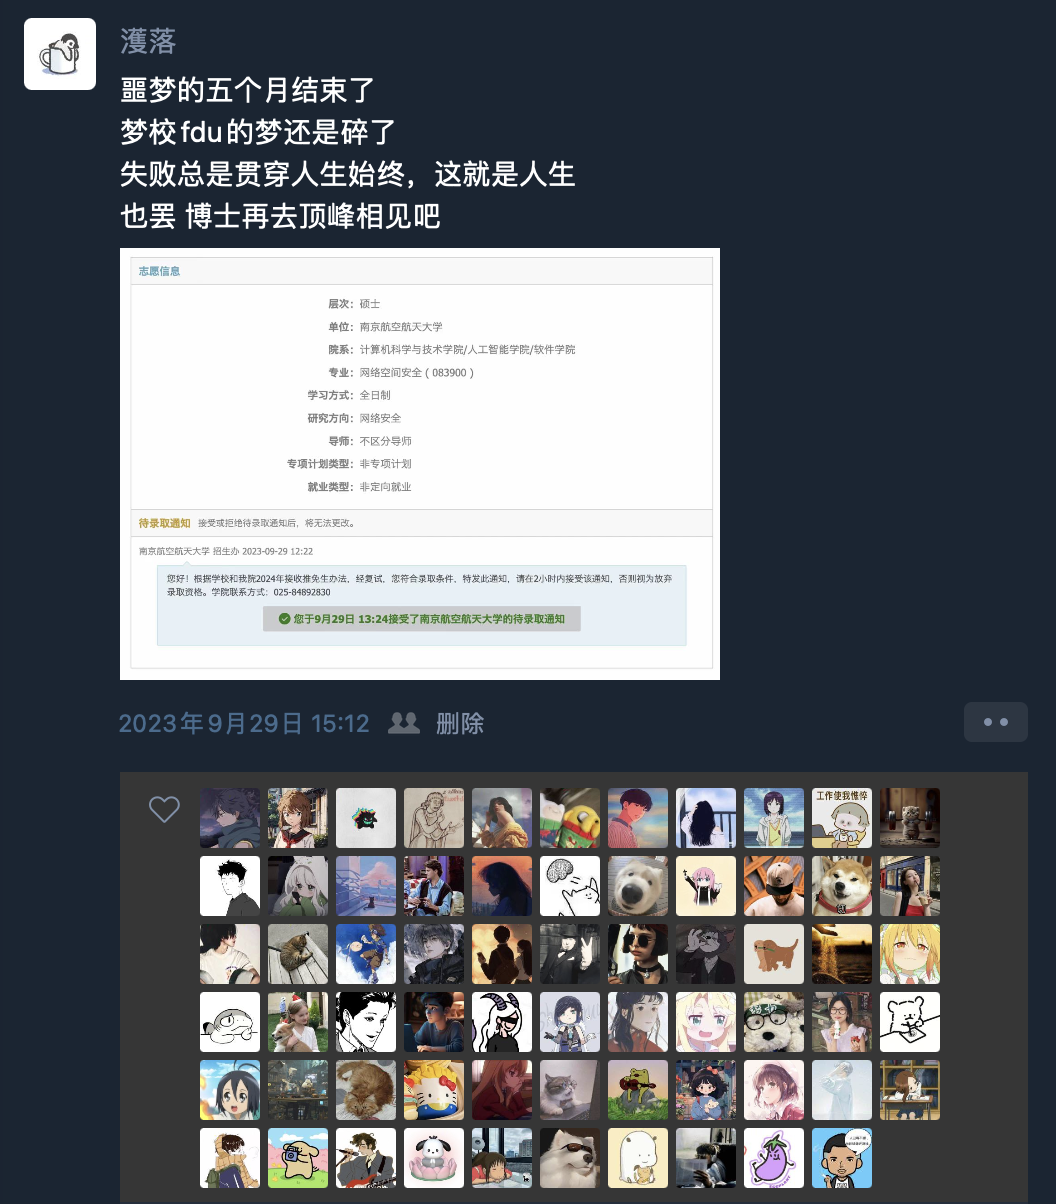 濩落
噩梦的五个月结束了
梦校fdu的梦还是碎了
失败总是贯穿人生始终，这就是人生
也罢 博士再去顶峰相见吧
志愿信息
层次：硕士
单位：南京航空航天大学
院系：计算机科学与技术学院/人工智能学院/软件学院
专业：网络空间安全 ( 083900 )
学习方式：全日制
研究方向：网络安全
导师：不区分导师
专项计划类型：非专项计划
就业类型：非定向就业
待录取通知 接受或拒绝待录取通知后，将无法更改。
南京航空航天大学 招生办 2023-09-29 12:22
您好！根据学校和我院2024年接收推免生办法，经复试，您符合录取条件，特发此通知，请在2小时内接受该通知，否则视为放弃
录取资格。学院联系方式：025-84892830
您于9月29日 13:24接受了南京航空航天大学的待录取通知
2023年9月29日 15:12 删除
工作使我憔悴